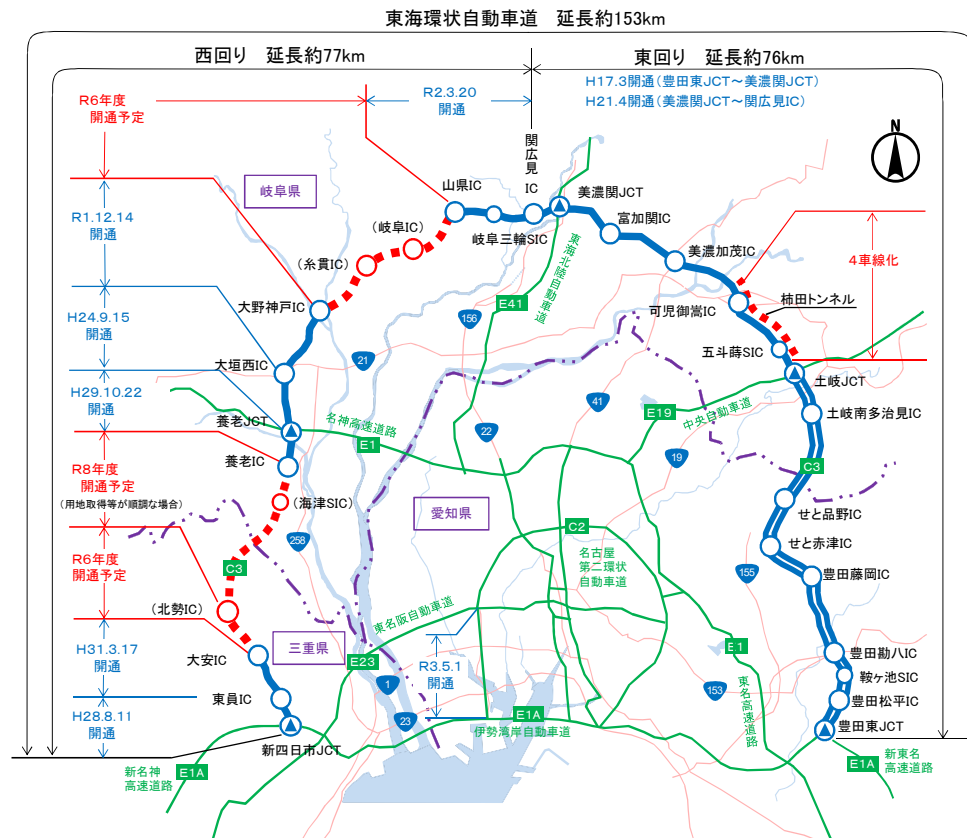 東海環状自動車道　延長約153km
西回り　延長約77km
東回り　延長約76km
H17.3開通(豊田東JCT～美濃関JCT)
H21.4開通(美濃関JCT～関広見IC)
R6年度
開通予定
R2.3.20
開通
N
関広見IC
岐阜県
山県IC
美濃関JCT
岐阜三輪SIC
富加関IC
R1.12.14
開通
(岐阜IC)
(糸貫IC)
東海北陸自動車道
美濃加茂IC
4車線化
柿田トンネル
E41
156
大野神戸IC
可児御嵩IC
H24.9.15
開通
五斗蒔SIC
21
大垣西IC
土岐JCT
H29.10.22
開通
41
E19
中央自動車道
土岐南多治見IC
養老JCT
名神高速道路
E1
22
19
養老IC
C3
R8年度
開通予定
(用地取得等が順調な場合)
(海津SIC)
愛知県
せと品野IC
258
C2
名古屋
第二環状
自動車道
せと赤津IC
R6年度
開通予定
C3
155
豊田藤岡IC
(北勢IC)
東名阪自動車道
三重県
E23
H31.3.17
開通
大安IC
R3.5.1
開通
E1
豊田勘八IC
鞍ヶ池SIC
1
153
東員IC
豊田松平IC
H28.8.11
開通
23
E1A
伊勢湾岸自動車道
東名高速道路
豊田東JCT
新四日市JCT
新名神
高速道路
E1A
E1A
新東名
高速道路